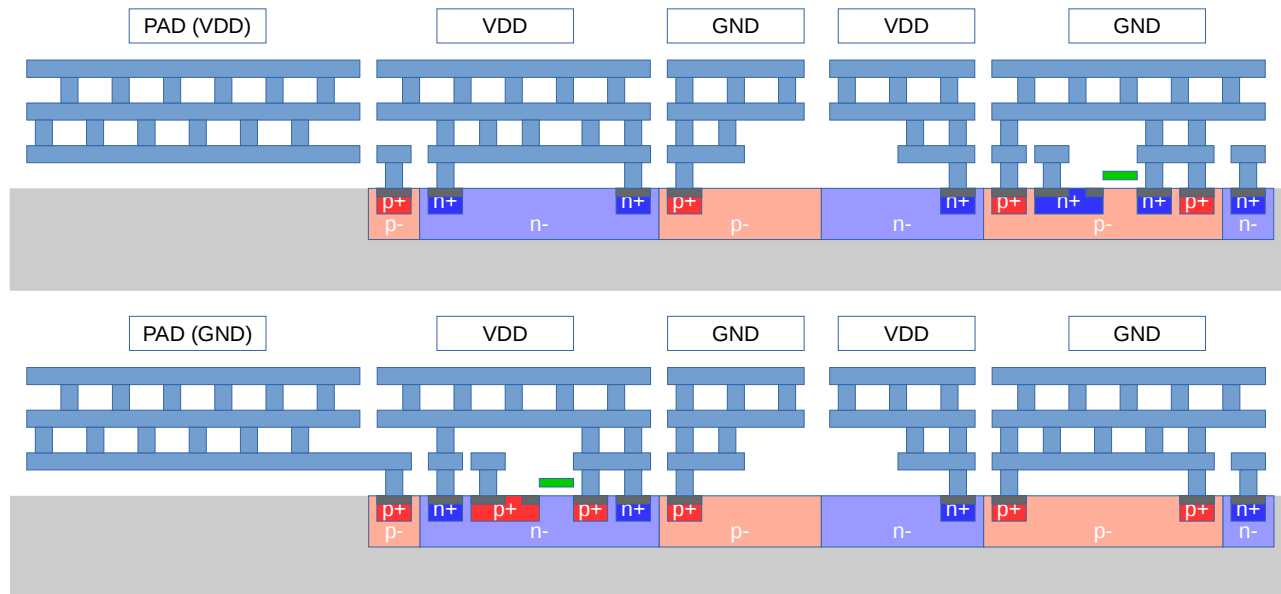 PAD (VDD) VDD GND VDD GND
p+ n+ n+ p+ n+ p+ n+ n+ p+ n+
p- n- p- n- p- n-
PAD (GND) VDD GND VDD GND
p+ n+ p+ p+ n+ p+ n+ p+ p+ n+
p- n- p- n- p- n-